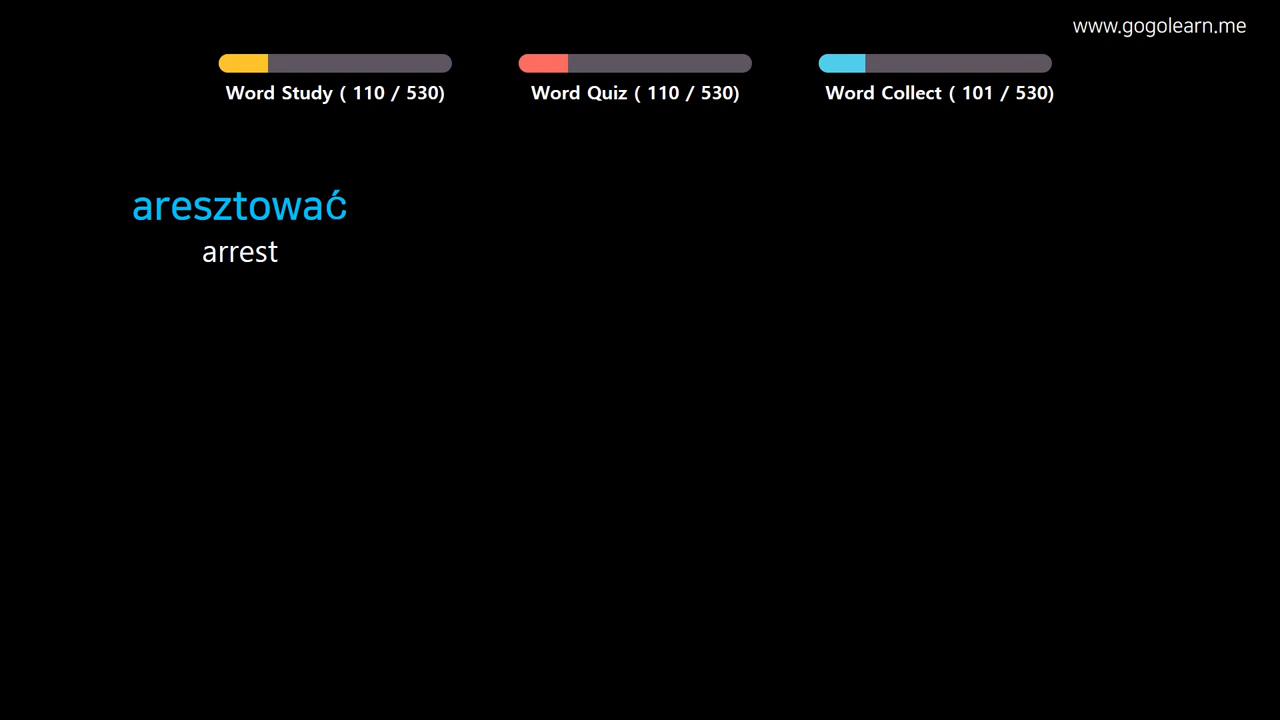 www.gogolearn.me
Word Study ( 110 / 530)
Word Quiz ( 110 / 530)
Word Collect ( 101 / 530)
aresztować
arrest